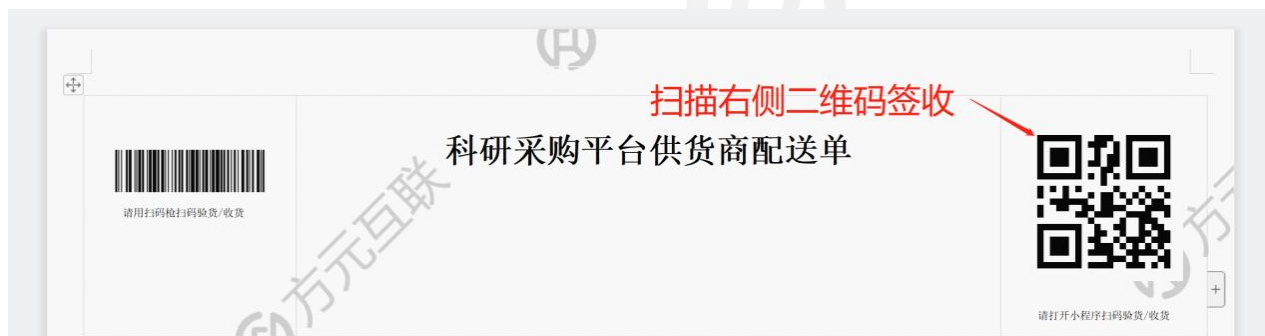 扫描右侧二维码签收
科研采购平台供货商配送单
请用扫码枪扫码验货/收货
方元互联
方
请打开小程序扫码验货/收货